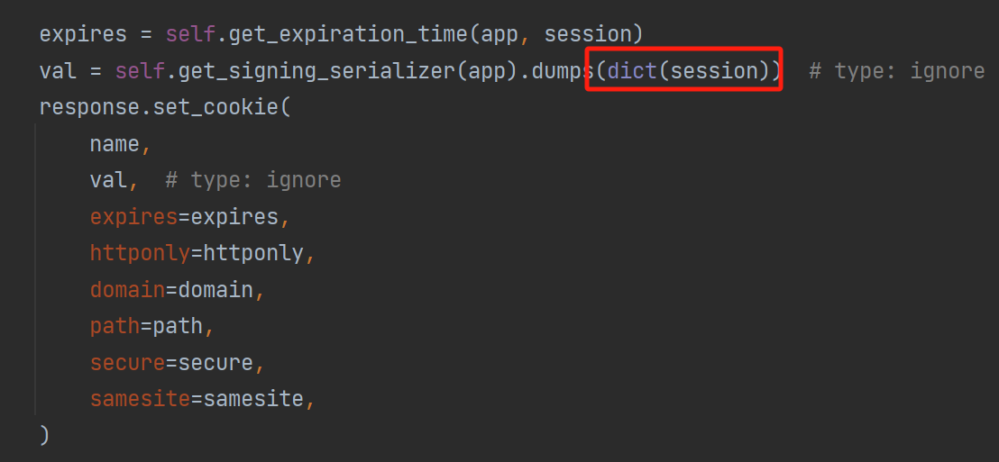 expires = self.get_expiration_time(app, session)
val = self.get_signing_serializer(app).dumps(dict(session))  # type: ignore
response.set_cookie(
    name,
    val,  # type: ignore
    expires=expires,
    httponly=httponly,
    domain=domain,
    path=path,
    secure=secure,
    samesite=samesite,
)